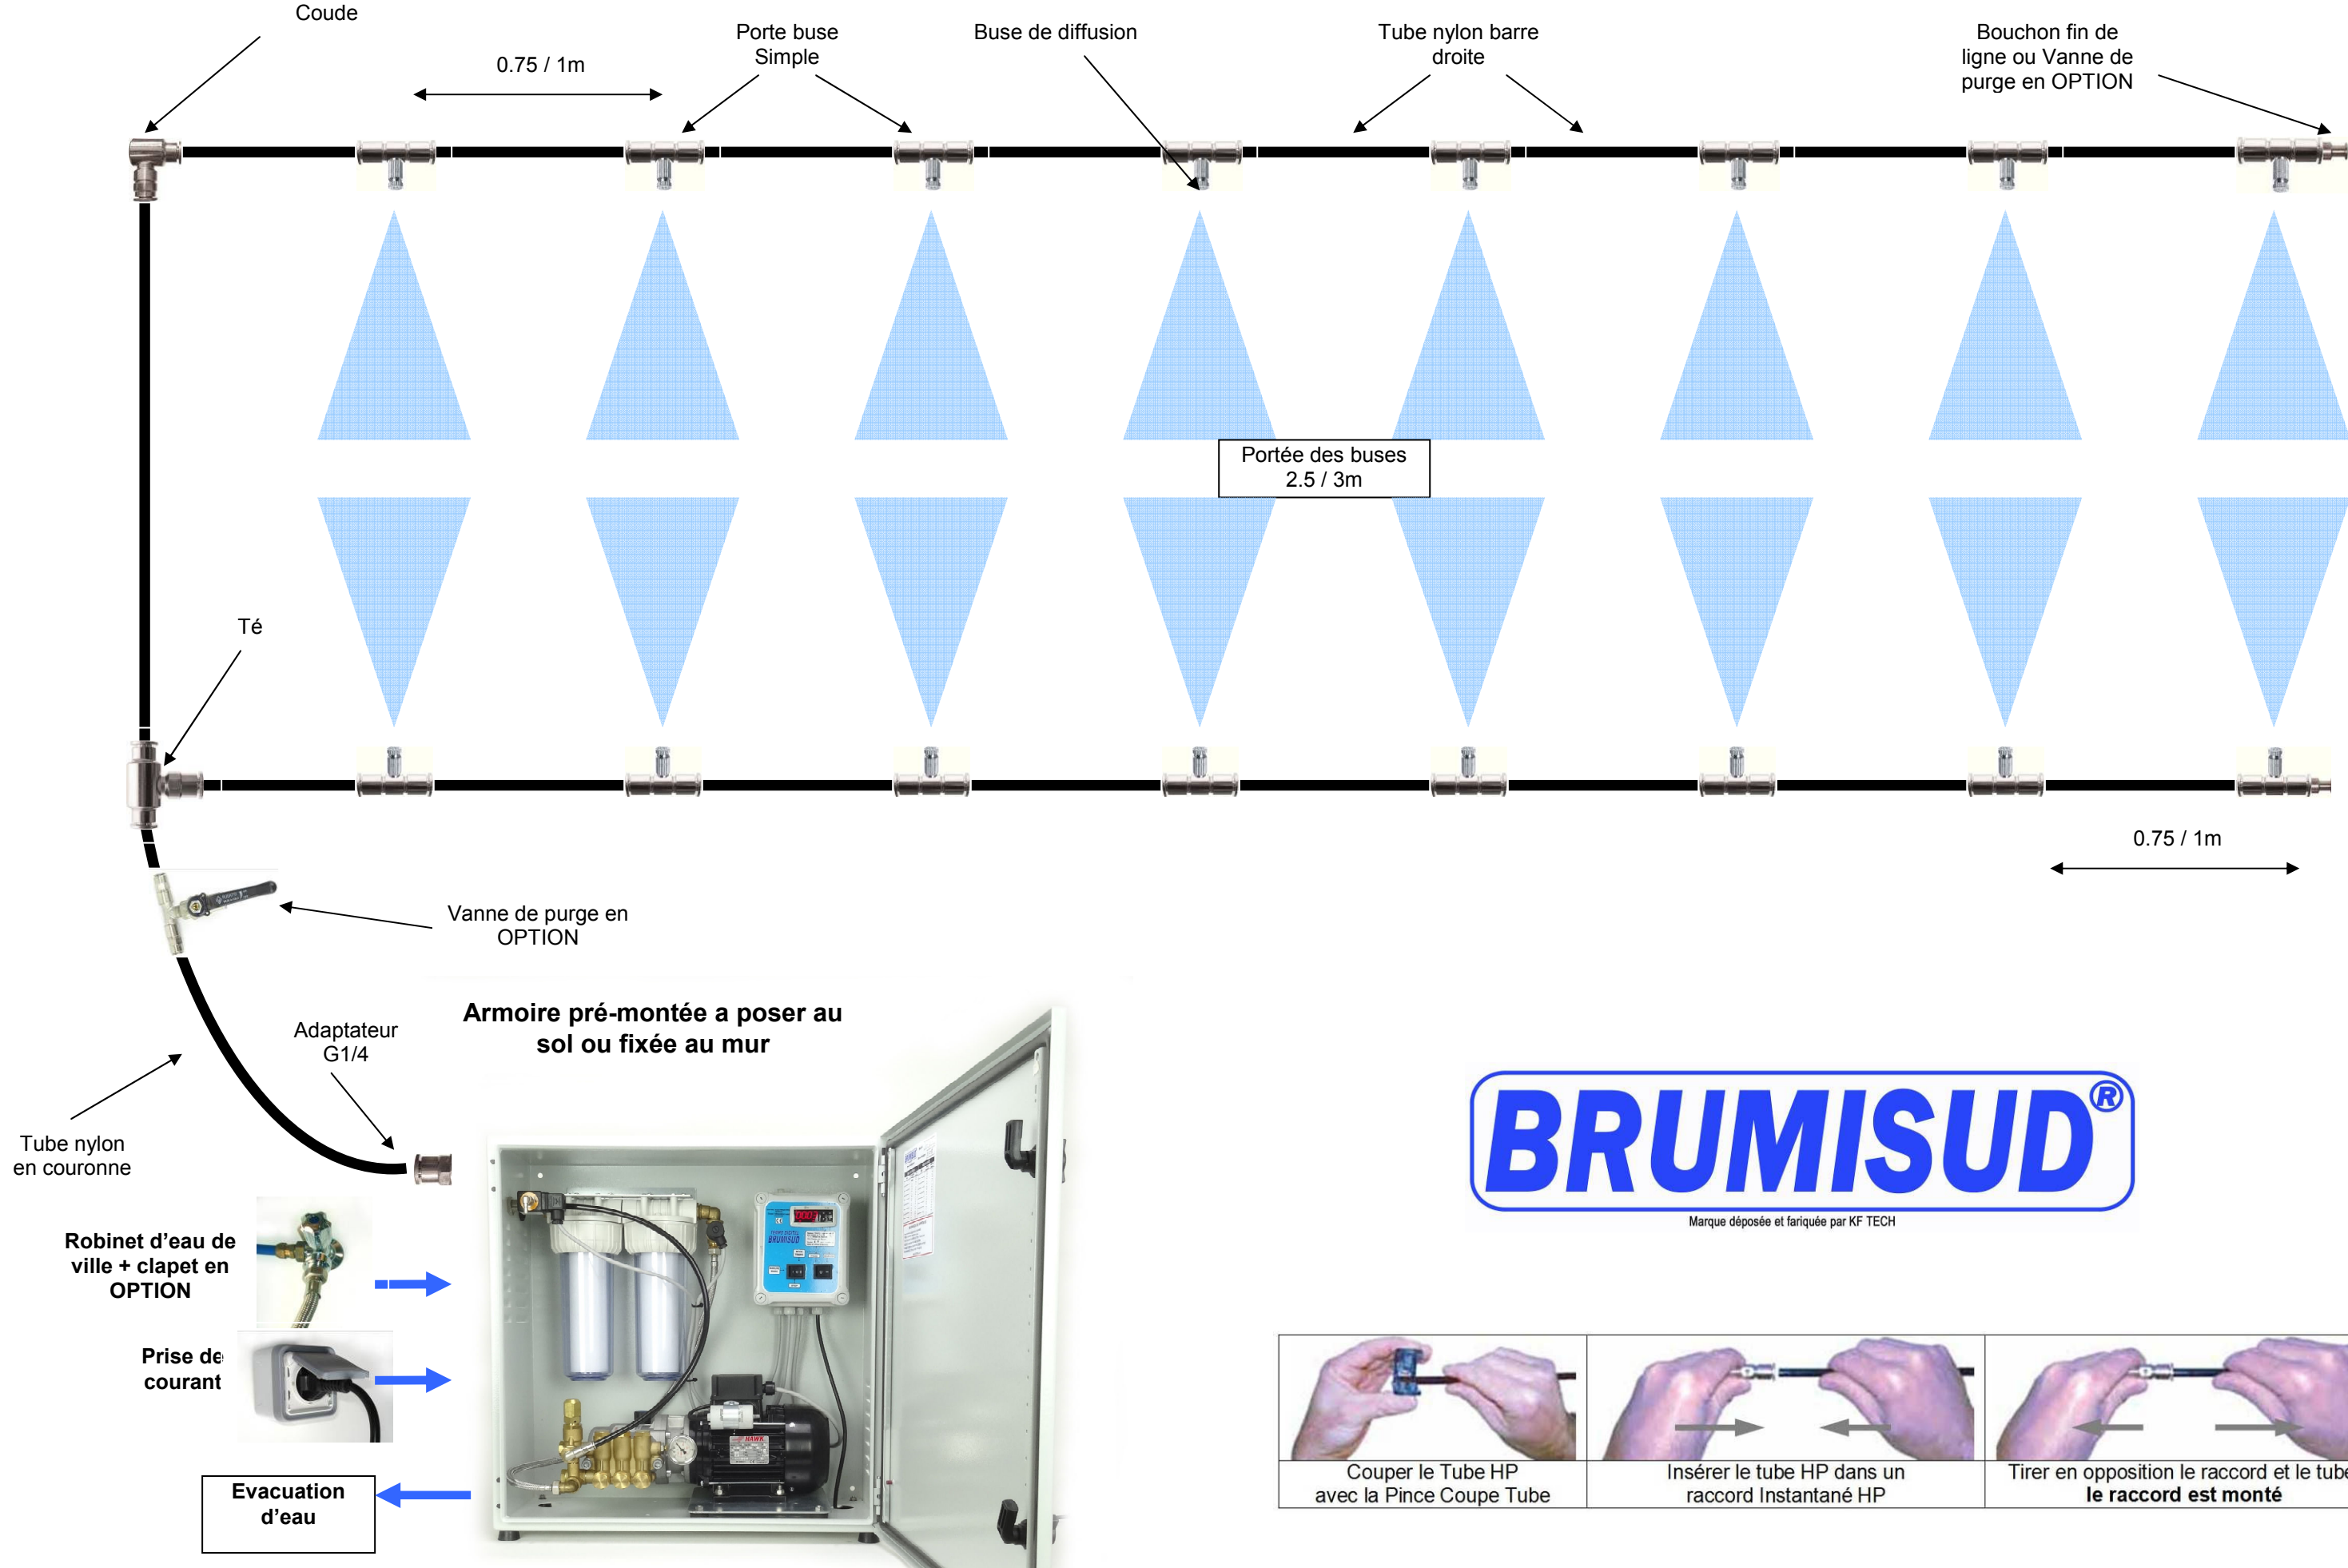 Coude
0.75 / 1m
Porte buse
Simple
Buse de diffusion
Tube nylon barre
droite
Bouchon fin de
ligne ou Vanne de
purge en OPTION
Portée des buses
2.5 / 3m
Té
0.75 / 1m
Vanne de purge en
OPTION
Armoire pré-montée a poser au
sol ou fixée au mur
Adaptateur
G1/4
Tube nylon
en couronne
BRUMISUD®
Marque déposée et fariquée par KF TECH
Robinet d'eau de
ville + clapet en
OPTION
BRUMISUD
Prise de
courant
HAWK
Evacuation
d'eau
Couper le Tube HP
avec la Pince Coupe Tube
Insérer le tube HP dans un
raccord Instantané HP
Tirer en opposition le raccord et le tube
le raccord est monté